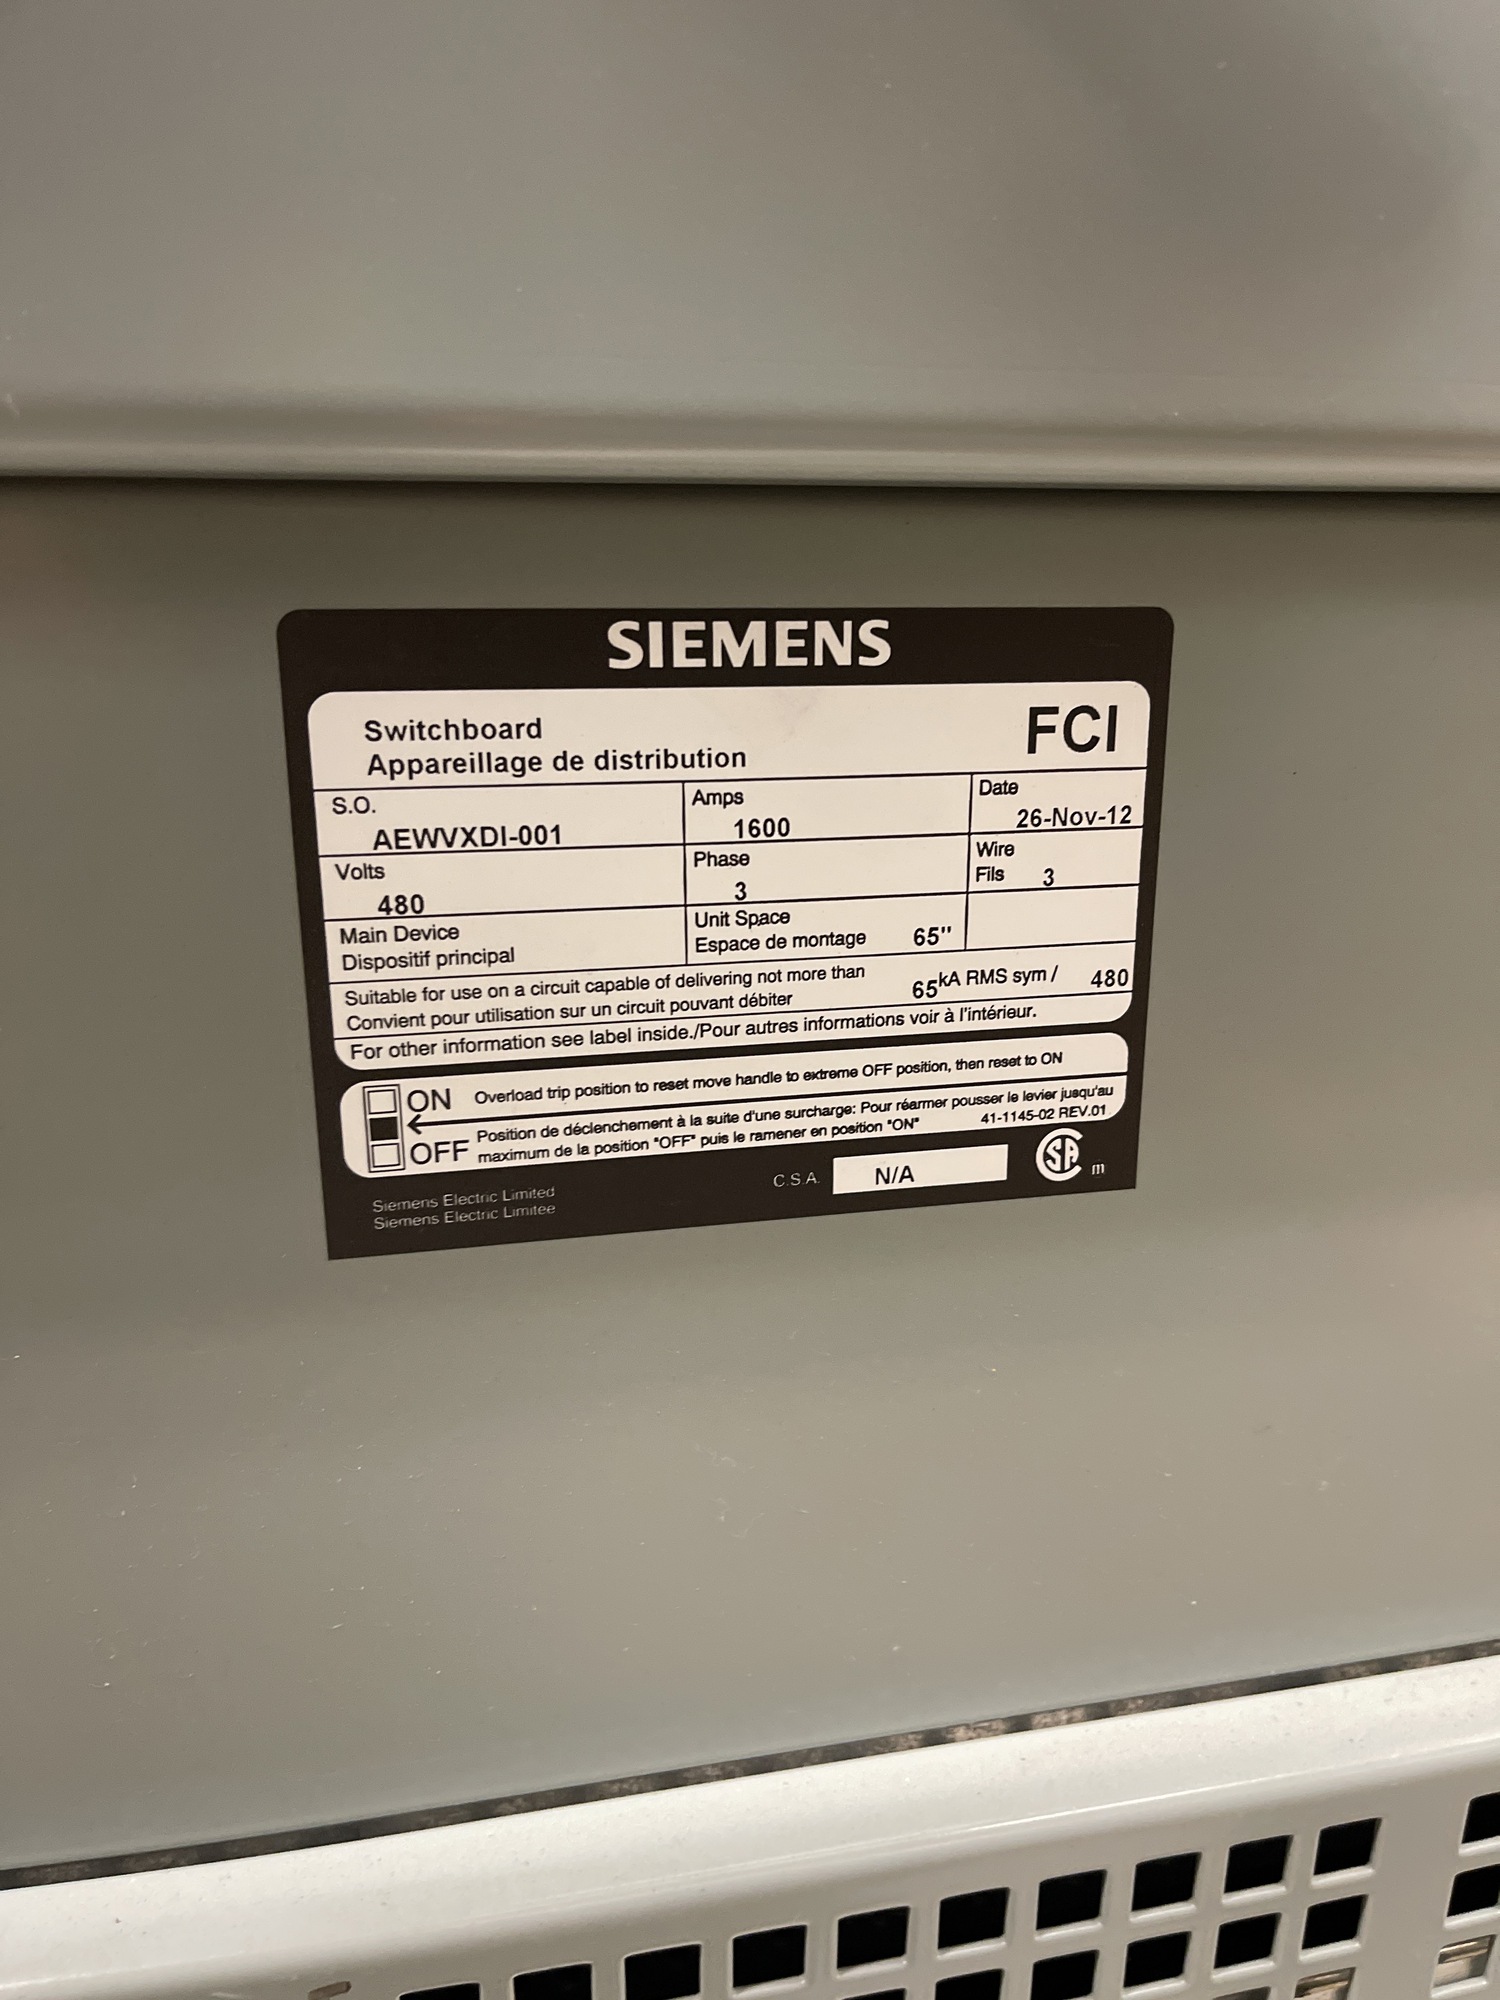 SIEMENS
Switchboard
Appareillage de distribution
FCI
S.O.
AEWVXDI-001
Amps
1600
Date
26-Nov-12
Volts
480
Phase
3
Wire
Fils 3
Main Device
Dispositif principal
Unit Space
Espace de montage 65"
Suitable for use on a circuit capable of delivering not more than
Convient pour utilisation sur un circuit pouvant débiter
65kA RMS sym / 480
For other information see label inside./Pour autres informations voir à l'intérieur.
ON
OFF
Overload trip position to reset move handle to extreme OFF position, then reset to ON
Position de déclenchement à la suite d'une surcharge: Pour réarmer pousser le levier jusqu'au
maximum de la position "OFF" puis le ramener en position "ON"
41-1145-02 REV.01
Siemens Electric Limited
Siemens Electric Limitee
C.S.A. N/A
SA
m